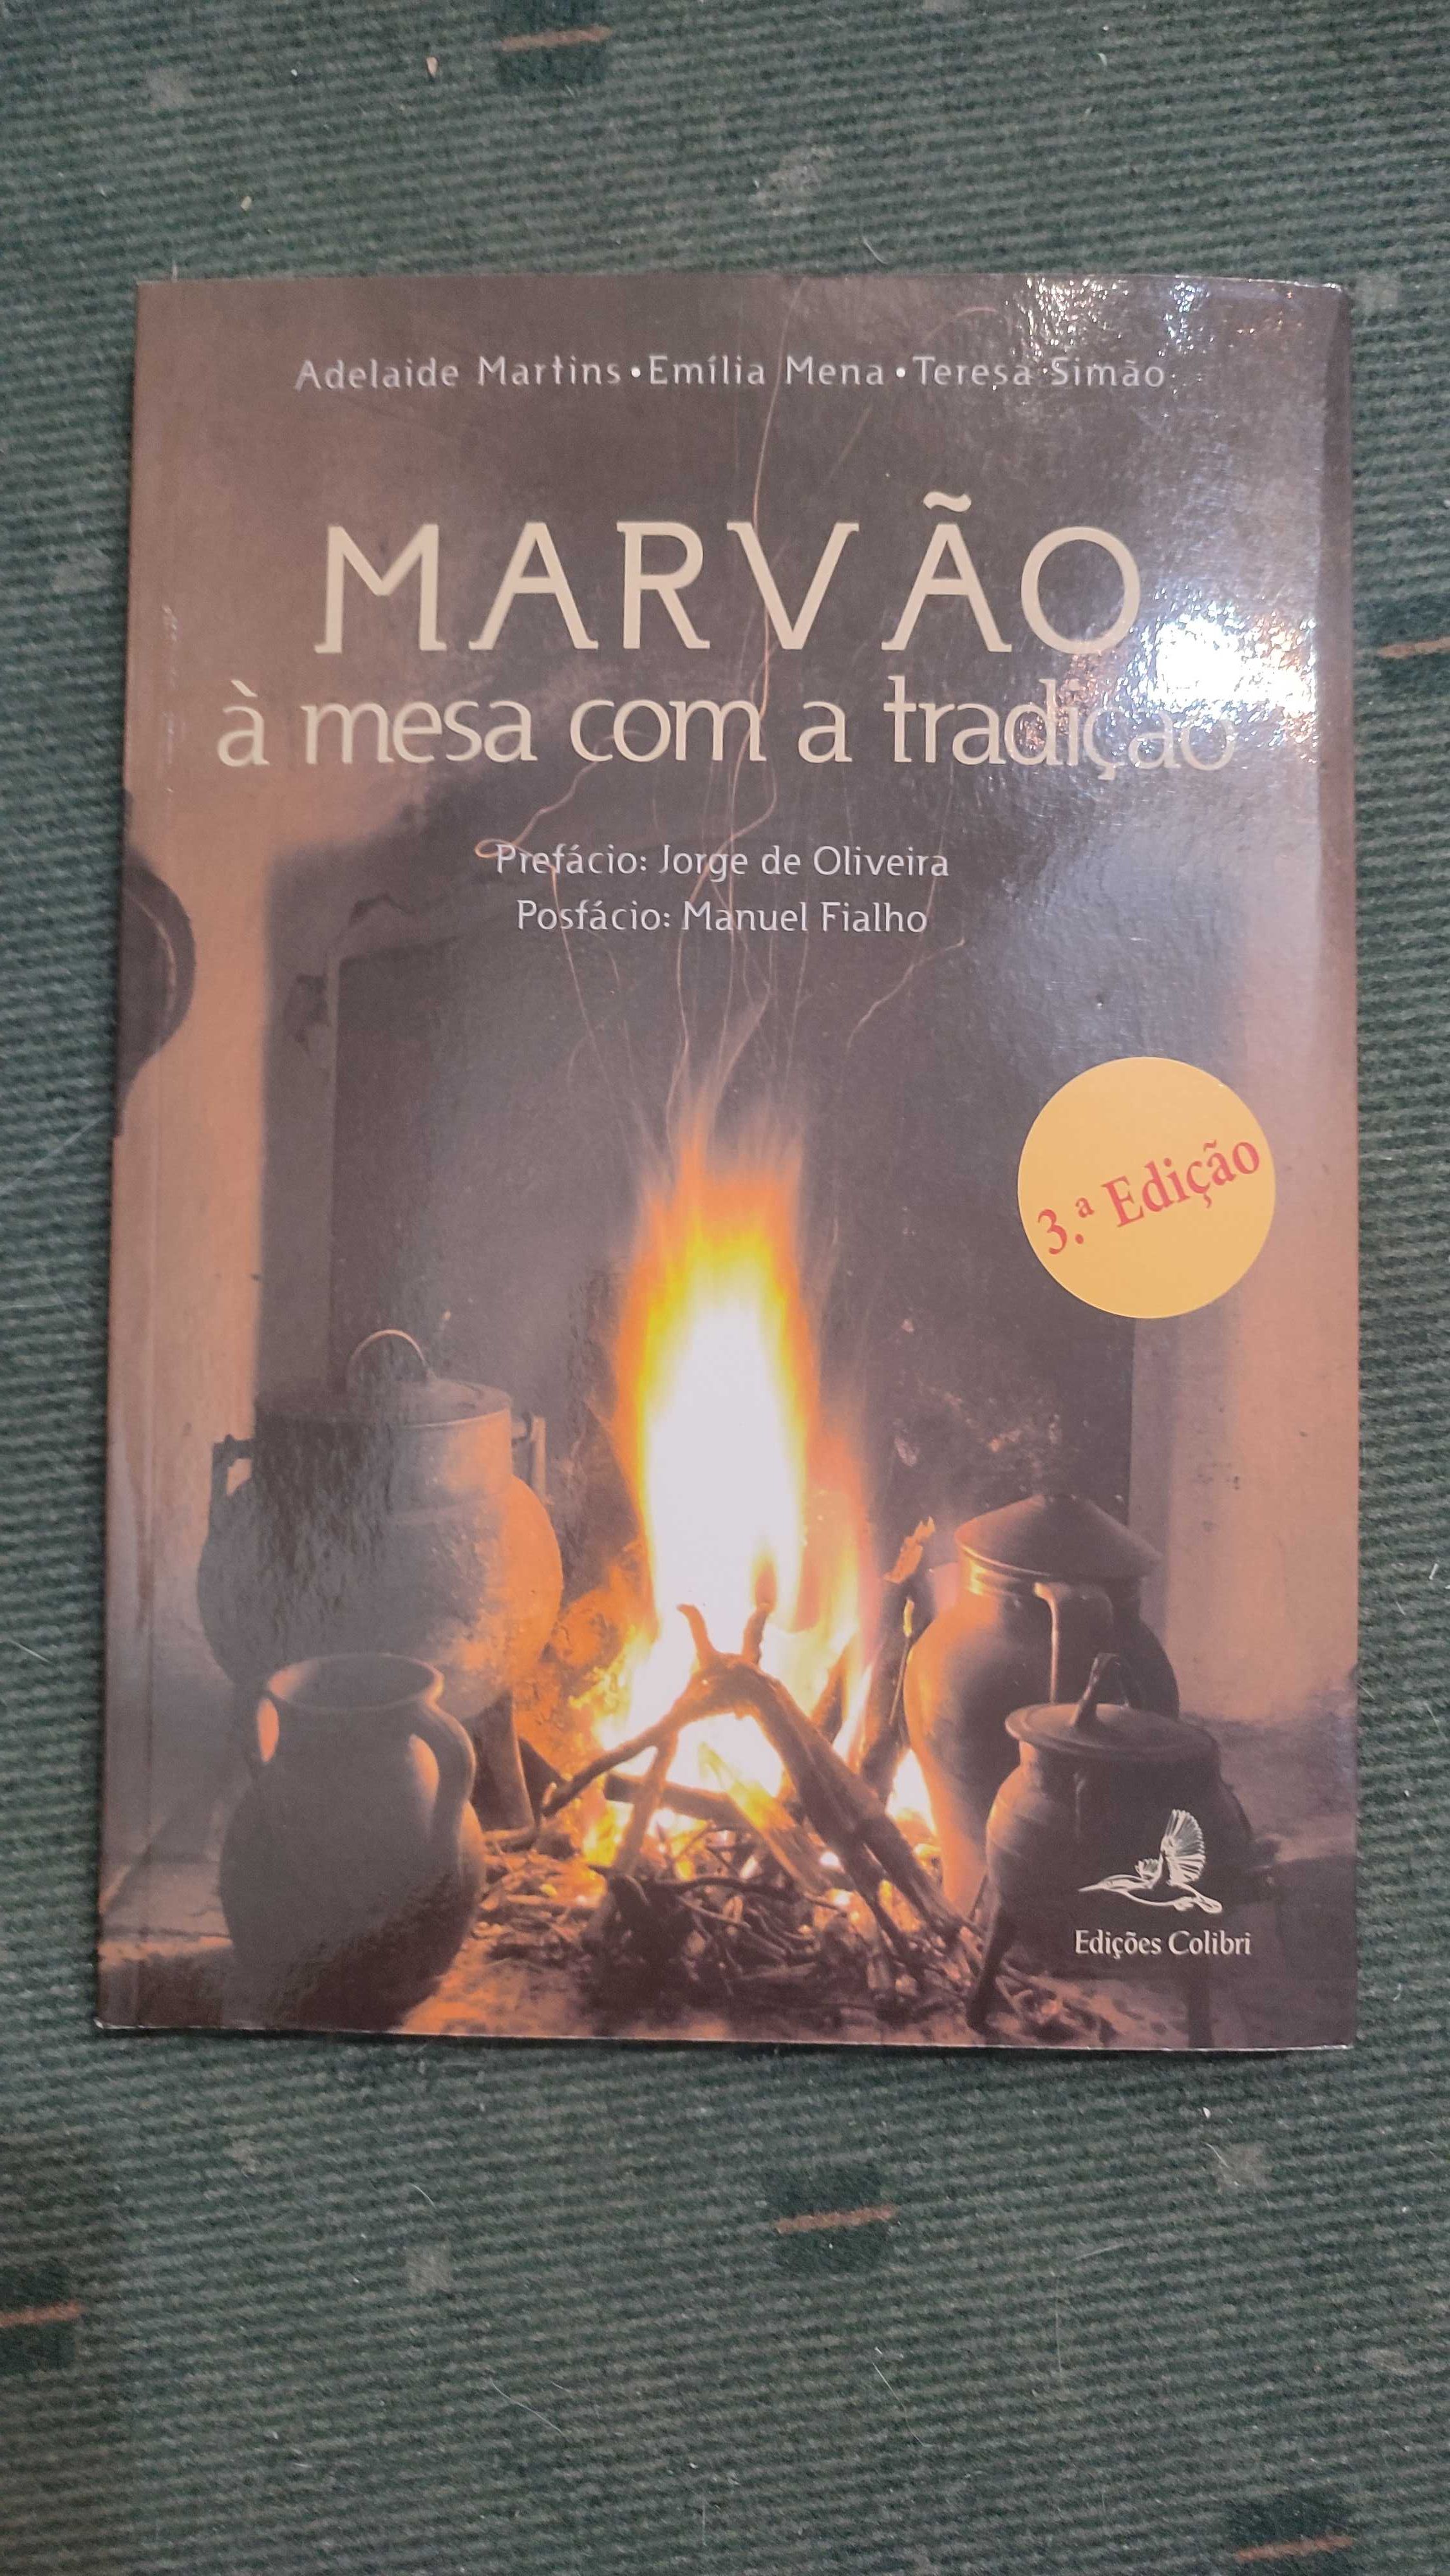 Adelaide Martins • Emília Mena • Teresa Simão
MARVÃO
à mesa com a tradição
Prefácio: Jorge de Oliveira
Posfácio: Manuel Fialho
3.ª Edição
Edições Colibri